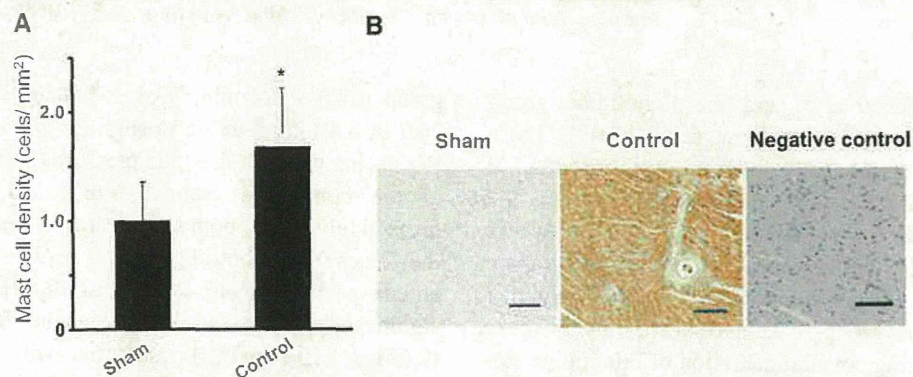 A
Mast cell density (cells/ mm²)
2.0
1.0
0
*
Sham
Control
B
Sham
Control
Negative control